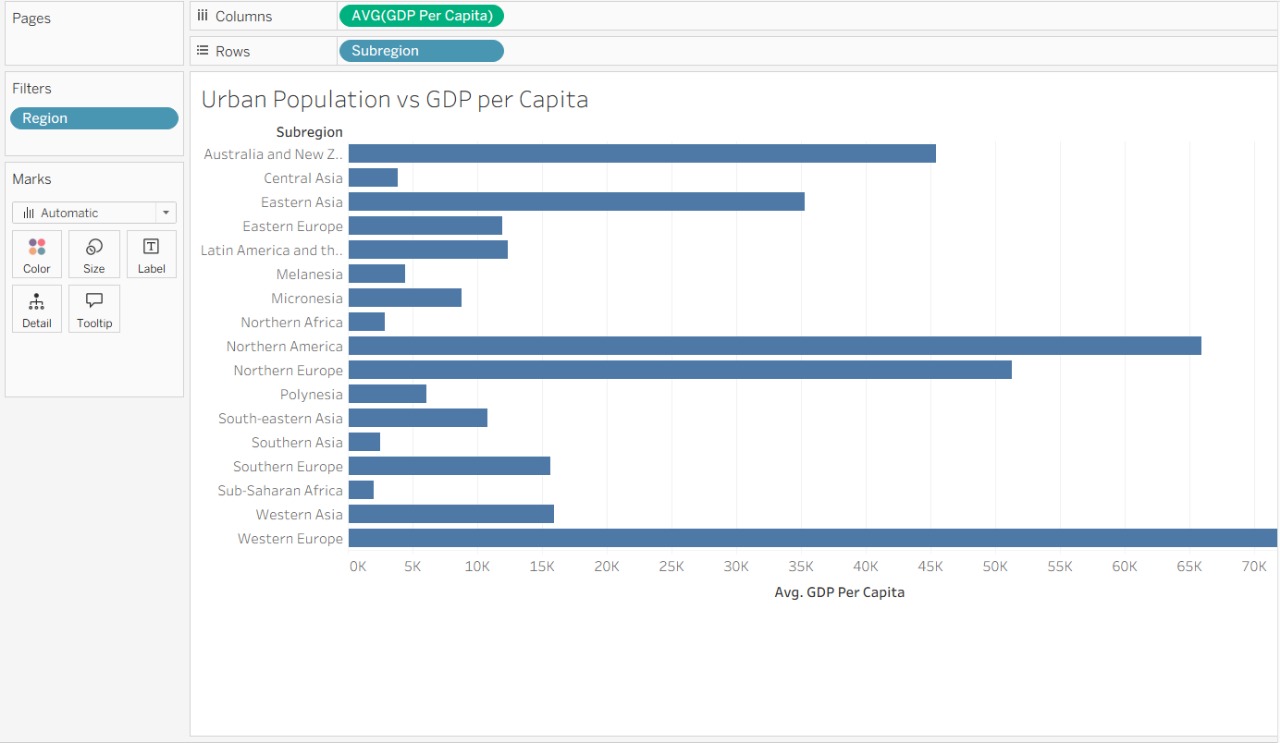 Pages
Columns
AVG(GDP Per Capita)
Rows
Subregion
Filters
Region
Marks
Automatic
Color
Size
Label
Detail
Tooltip
Urban Population vs GDP per Capita
Subregion
Australia and New Z..
Central Asia
Eastern Asia
Eastern Europe
Latin America and th..
Melanesia
Micronesia
Northern Africa
Northern America
Northern Europe
Polynesia
South-eastern Asia
Southern Asia
Southern Europe
Sub-Saharan Africa
Western Asia
Western Europe
0K 5K 10K 15K 20K 25K 30K 35K 40K 45K 50K 55K 60K 65K 70K
Avg. GDP Per Capita